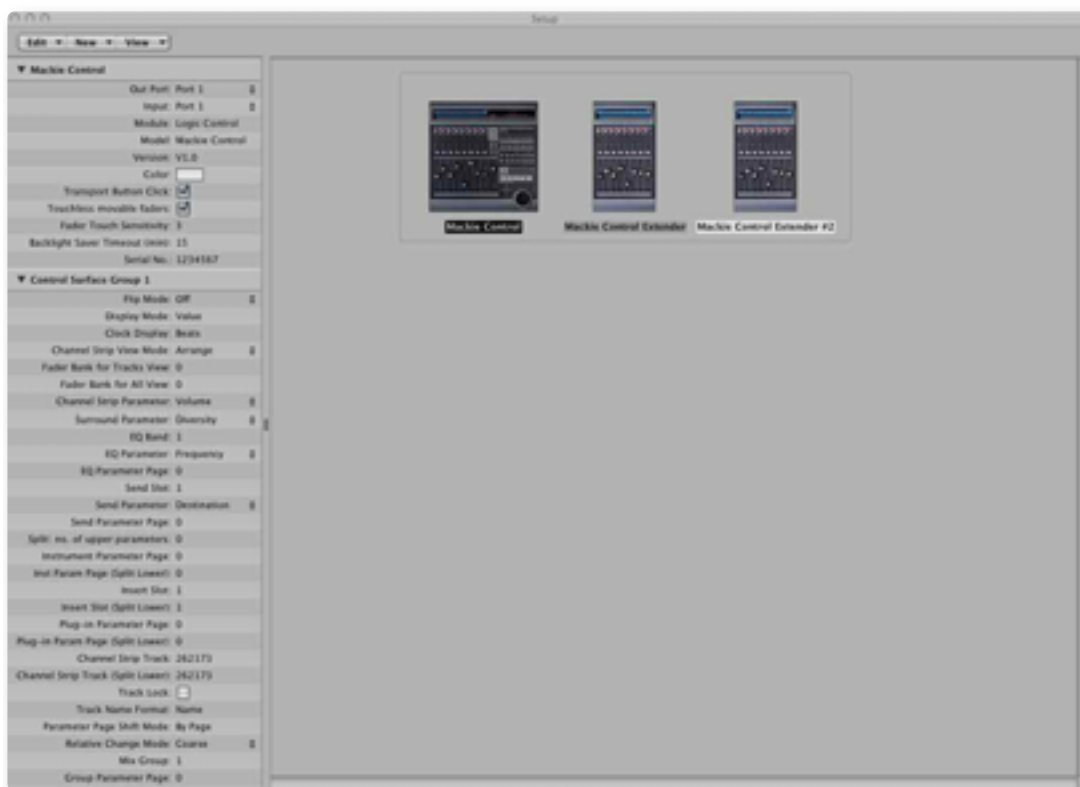 Setup
Edit New View
Mackie Control
Out Port: Port 1
Input: Port 1
Module: Logic Control
Model: Mackie Control
Version: V1.0
Color:
Transport Button Click:
Touchless movable faders:
Fader Touch Sensitivity: 3
Backlight Saver Timeout (min): 15
Serial No.: 1234567
Control Surface Group 1
Flip Mode: Off
Display Mode: Value
Clock Display: Beats
Channel Strip View Mode: Arrange
Fader Bank for Tracks View: 0
Fader Bank for All View: 0
Channel Strip Parameter: Volume
Surround Parameter: Diversity
EQ Band: 1
EQ Parameter: Frequency
EQ Parameter Page: 0
Send Slot: 1
Send Parameter: Destination
Send Parameter Page: 0
Split: no. of upper parameters: 0
Instrument Parameter Page: 0
Inst Param Page (Split Lower): 0
Insert Slot: 1
Insert Slot (Split Lower): 1
Plug-in Parameter Page: 0
Plug-in Param Page (Split Lower): 0
Channel Strip Track: 262173
Channel Strip Track (Split Lower): 262173
Track Lock:
Track Name Format: Name
Parameter Page Shift Mode: By Page
Relative Change Mode: Coarse
Mix Group: 1
Group Parameter Page: 0
Mackie Control
Mackie Control Extender
Mackie Control Extender #2